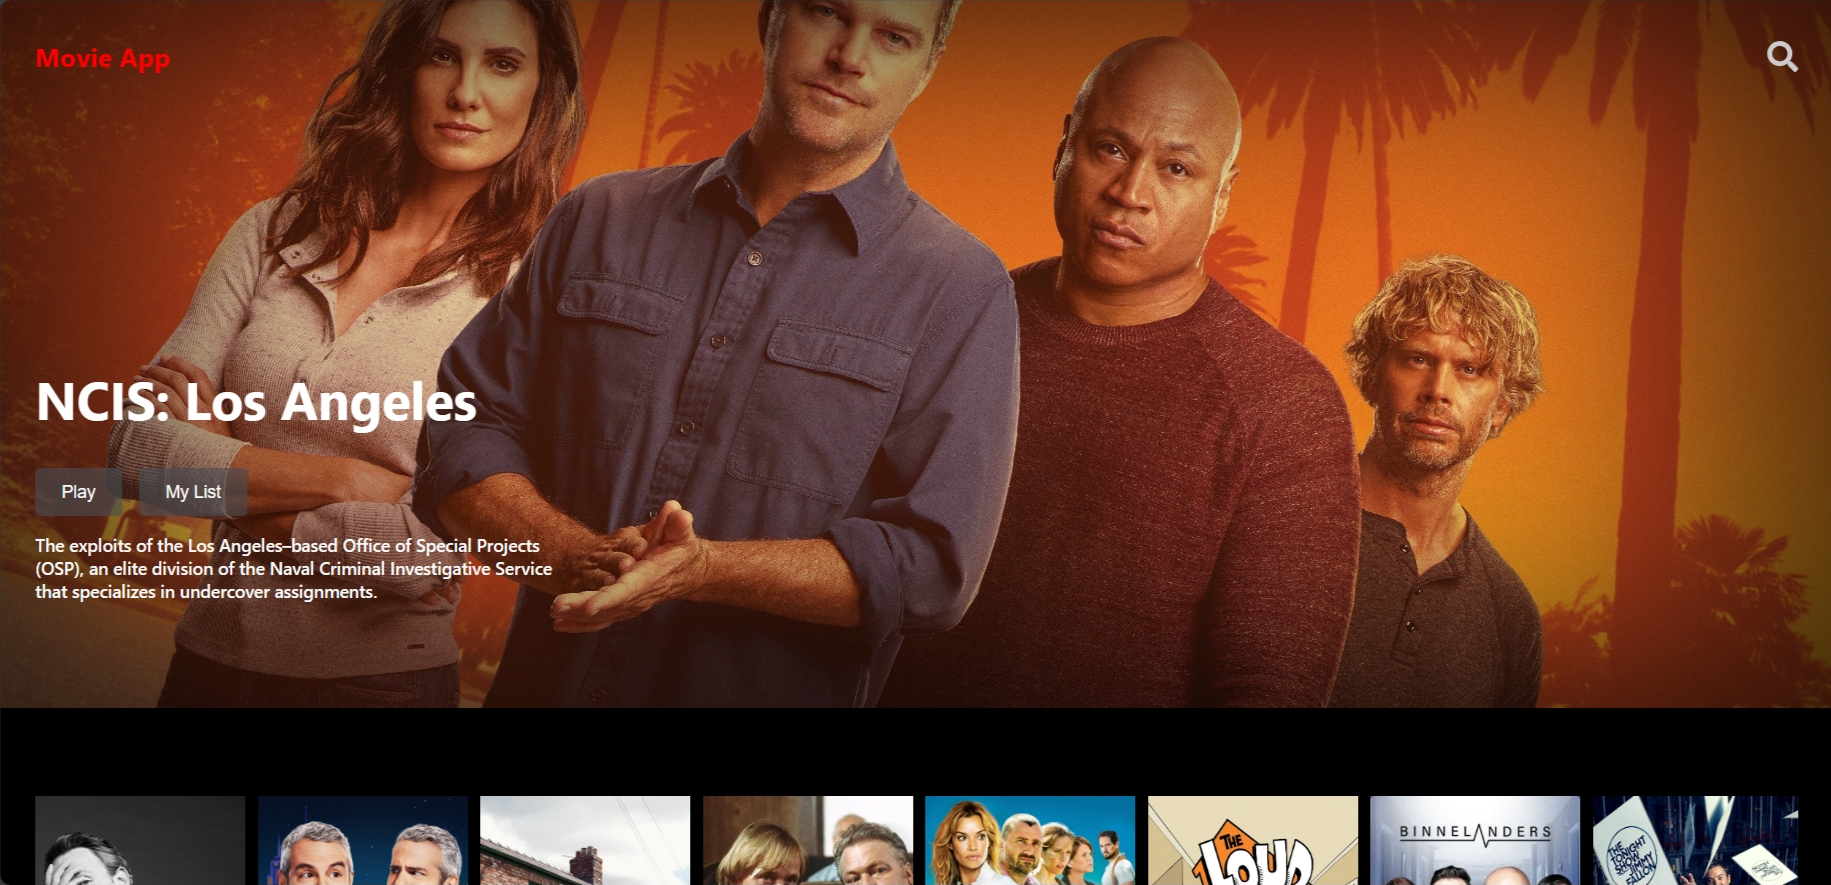 Movie App
NCIS: Los Angeles
Play
My List
The exploits of the Los Angeles–based Office of Special Projects
(OSP), an elite division of the Naval Criminal Investigative Service
that specializes in undercover assignments.
THE
LOUD
BINNELANDERS
THE
TONIGHT
SHOW
JIMMY
FALLON